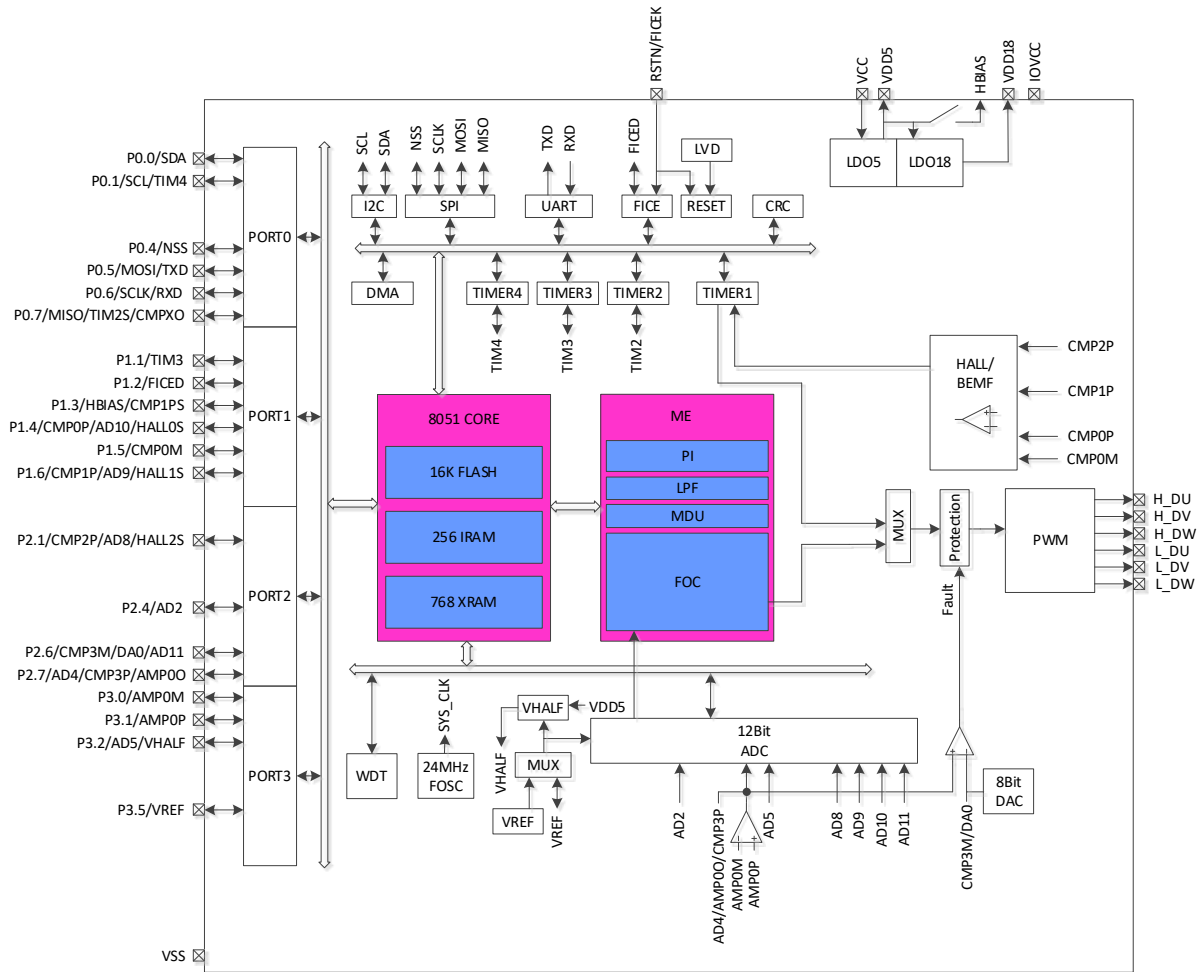 RSTN/FICEK
VCC
VDD5
HBIAS
VDD18
IOVCC
P0.0/SDA
P0.1/SCL/TIM4
P0.4/NSS
P0.5/MOSI/TXD
P0.6/SCLK/RXD
P0.7/MISO/TIM2S/CMPXO
P1.1/TIM3
P1.2/FICED
P1.3/HBIAS/CMP1PS
P1.4/CMP0P/AD10/HALL0S
P1.5/CMP0M
P1.6/CMP1P/AD9/HALL1S
P2.1/CMP2P/AD8/HALL2S
P2.4/AD2
P2.6/CMP3M/DA0/AD11
P2.7/AD4/CMP3P/AMP0O
P3.0/AMP0M
P3.1/AMP0P
P3.2/AD5/VHALF
P3.5/VREF
VSS
PORT0
PORT1
PORT2
PORT3
SCL
SDA
NSS
SCLK
MOSI
MISO
TXD
RXD
FICED
LVD
I2C
SPI
UART
FICE
RESET
CRC
LDO5
LDO18
DMA
TIMER4
TIMER3
TIMER2
TIMER1
TIM4
TIM3
TIM2
HALL/
BEMF
CMP2P
CMP1P
CMP0P
CMP0M
8051 CORE
16K FLASH
256 IRAM
768 XRAM
ME
PI
LPF
MDU
FOC
MUX
Protection
Fault
PWM
H_DU
H_DV
H_DW
L_DU
L_DV
L_DW
WDT
SYS_CLK
24MHz
FOSC
VHALF
VDD5
VHALF
MUX
VREF
VREF
12Bit
ADC
AD2
AD4/AMP0O/CMP3P
AMP0M
AMP0P
AD5
AD8
AD9
AD10
AD11
CMP3M/DA0
8Bit
DAC